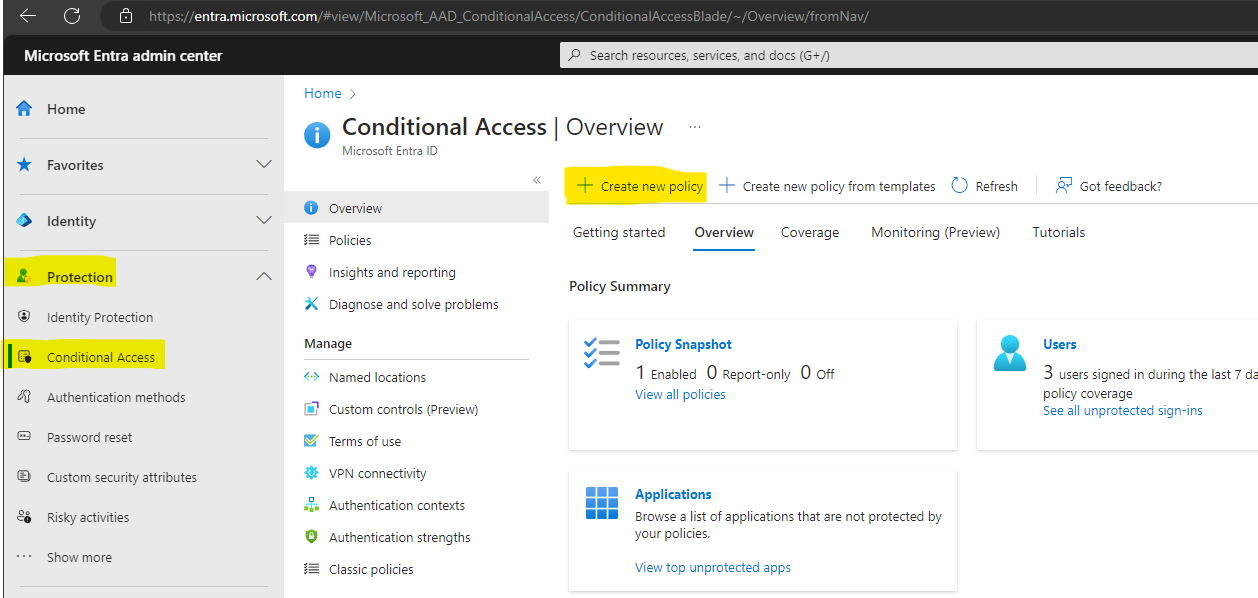 https://entra.microsoft.com/#view/Microsoft_AAD_ConditionalAccess/ConditionalAccessBlade/~/Overview/fromNav/
Microsoft Entra admin center
Search resources, services, and docs (G+/)
Home
Favorites
Identity
Protection
Identity Protection
Conditional Access
Authentication methods
Password reset
Custom security attributes
Risky activities
Show more
Home
Conditional Access | Overview
Microsoft Entra ID
Overview
Policies
Insights and reporting
Diagnose and solve problems
Manage
Named locations
Custom controls (Preview)
Terms of use
VPN connectivity
Authentication contexts
Authentication strengths
Classic policies
Create new policy
Create new policy from templates
Refresh
Got feedback?
Getting started
Overview
Coverage
Monitoring (Preview)
Tutorials
Policy Summary
Policy Snapshot
1 Enabled 0 Report-only 0 Off
View all policies
Users
3 users signed in during the last 7 da
policy coverage
See all unprotected sign-ins
Applications
Browse a list of applications that are not protected by
your policies.
View top unprotected apps